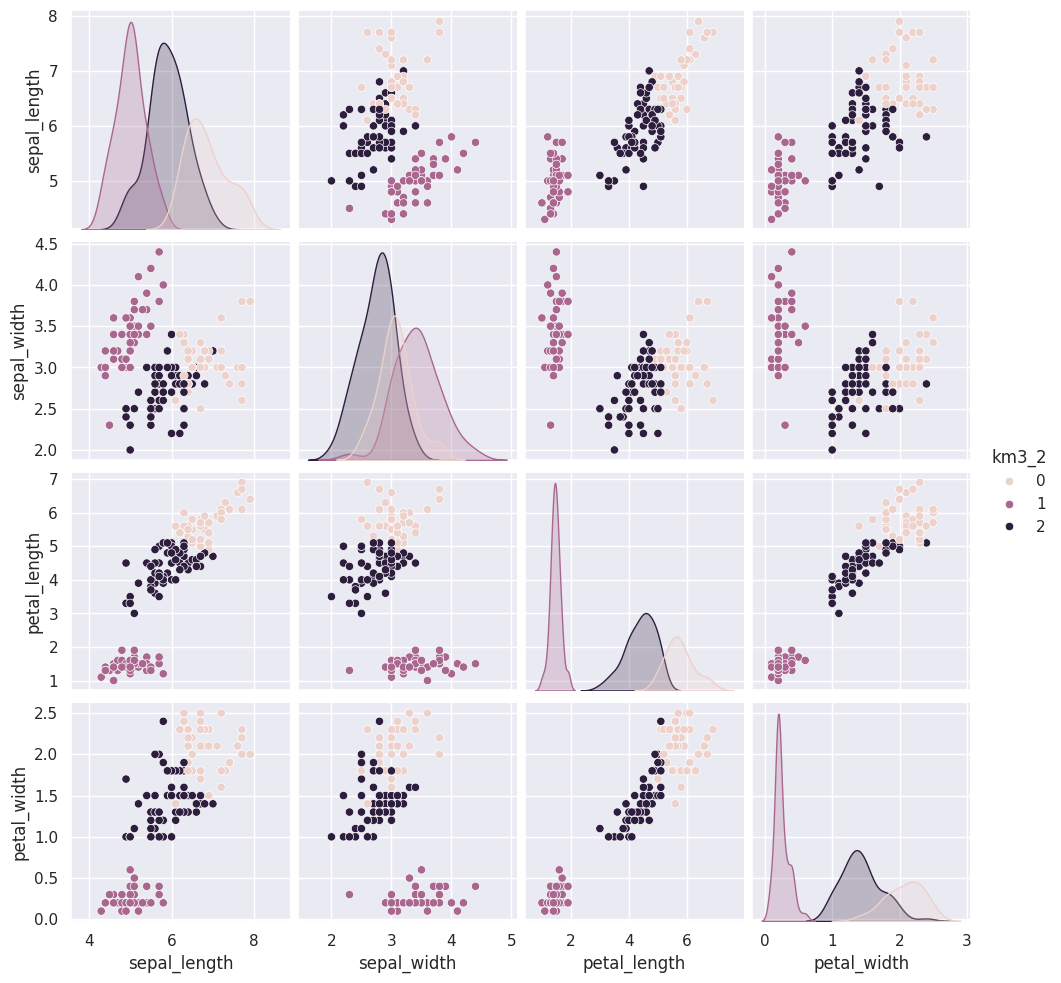 8
7
6
5
sepal_length
4.5
4.0
3.5
3.0
2.5
2.0
sepal_width
km3_2
0
1
2
7
6
5
4
3
2
1
petal_length
2.5
2.0
1.5
1.0
0.5
0.0
petal_width
4 6 8
2 3 4 5
2 4 6
0 1 2 3
sepal_length sepal_width petal_length petal_width